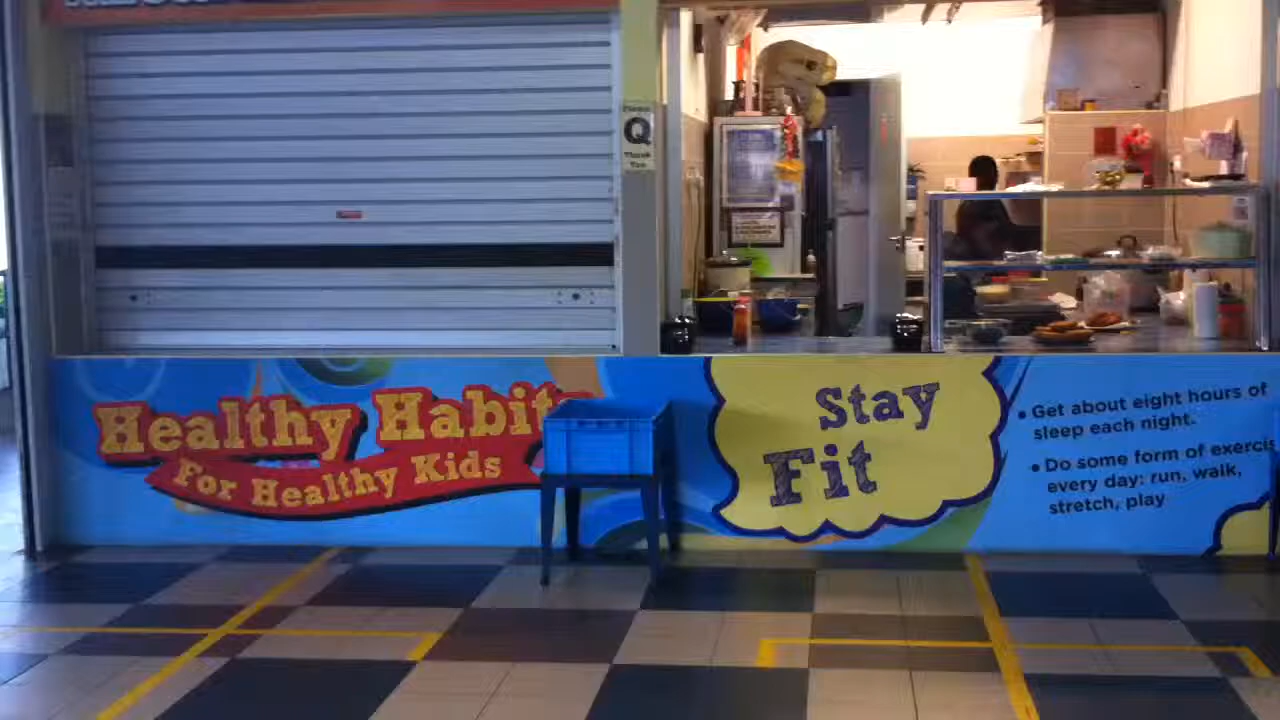 Please
Q
Thank
You
Healthy Habit
For Healthy Kids
Stay
Fit
• Get about eight hours of
sleep each night.
• Do some form of exercis
every day: run, walk,
stretch, play